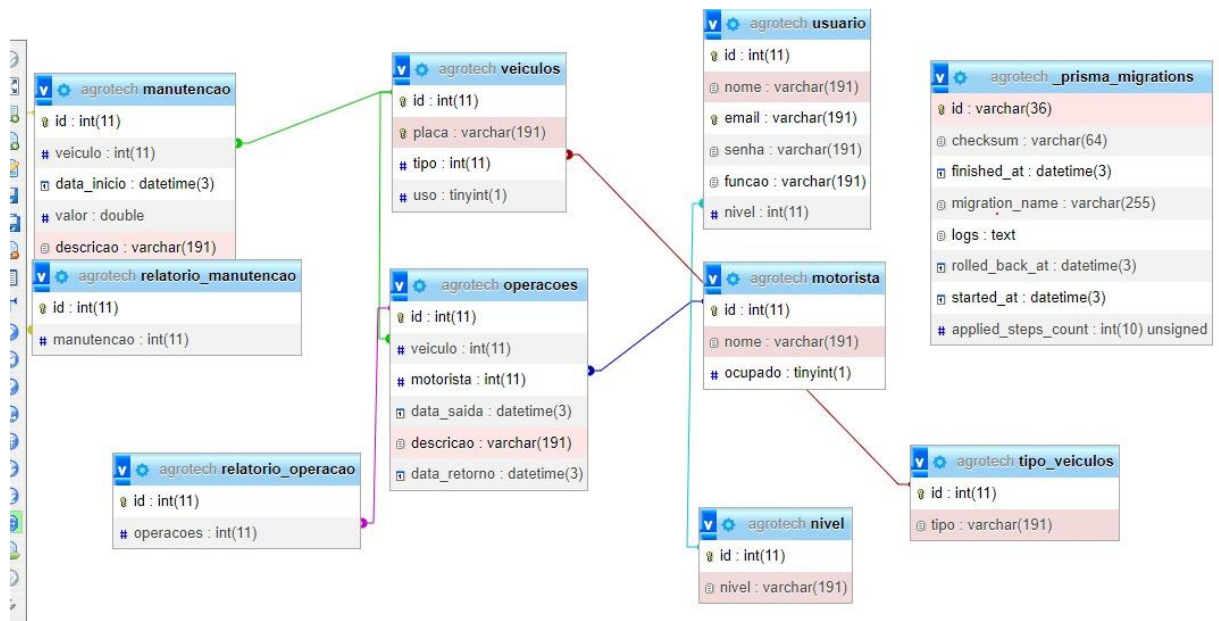 agrotech manutencao
id : int(11)
veiculo : int(11)
data_inicio : datetime(3)
valor : double
descricao : varchar(191)
agrotech relatorio_manutencao
id : int(11)
manutencao : int(11)
agrotech relatorio_operacao
id : int(11)
operacoes : int(11)
agrotech veiculos
id : int(11)
placa : varchar(191)
tipo : int(11)
uso : tinyint(1)
agrotech operacoes
id : int(11)
veiculo : int(11)
motorista : int(11)
data_saida : datetime(3)
descricao : varchar(191)
data_retorno : datetime(3)
agrotech usuario
id : int(11)
nome : varchar(191)
email : varchar(191)
senha : varchar(191)
funcao : varchar(191)
nivel : int(11)
agrotech motorista
id : int(11)
nome : varchar(191)
ocupado : tinyint(1)
agrotech nivel
id : int(11)
nivel : varchar(191)
agrotech _prisma_migrations
id : varchar(36)
checksum : varchar(64)
finished_at : datetime(3)
migration_name : varchar(255)
logs : text
rolled_back_at : datetime(3)
started_at : datetime(3)
applied_steps_count : int(10) unsigned
agrotech tipo_veiculos
id : int(11)
tipo : varchar(191)